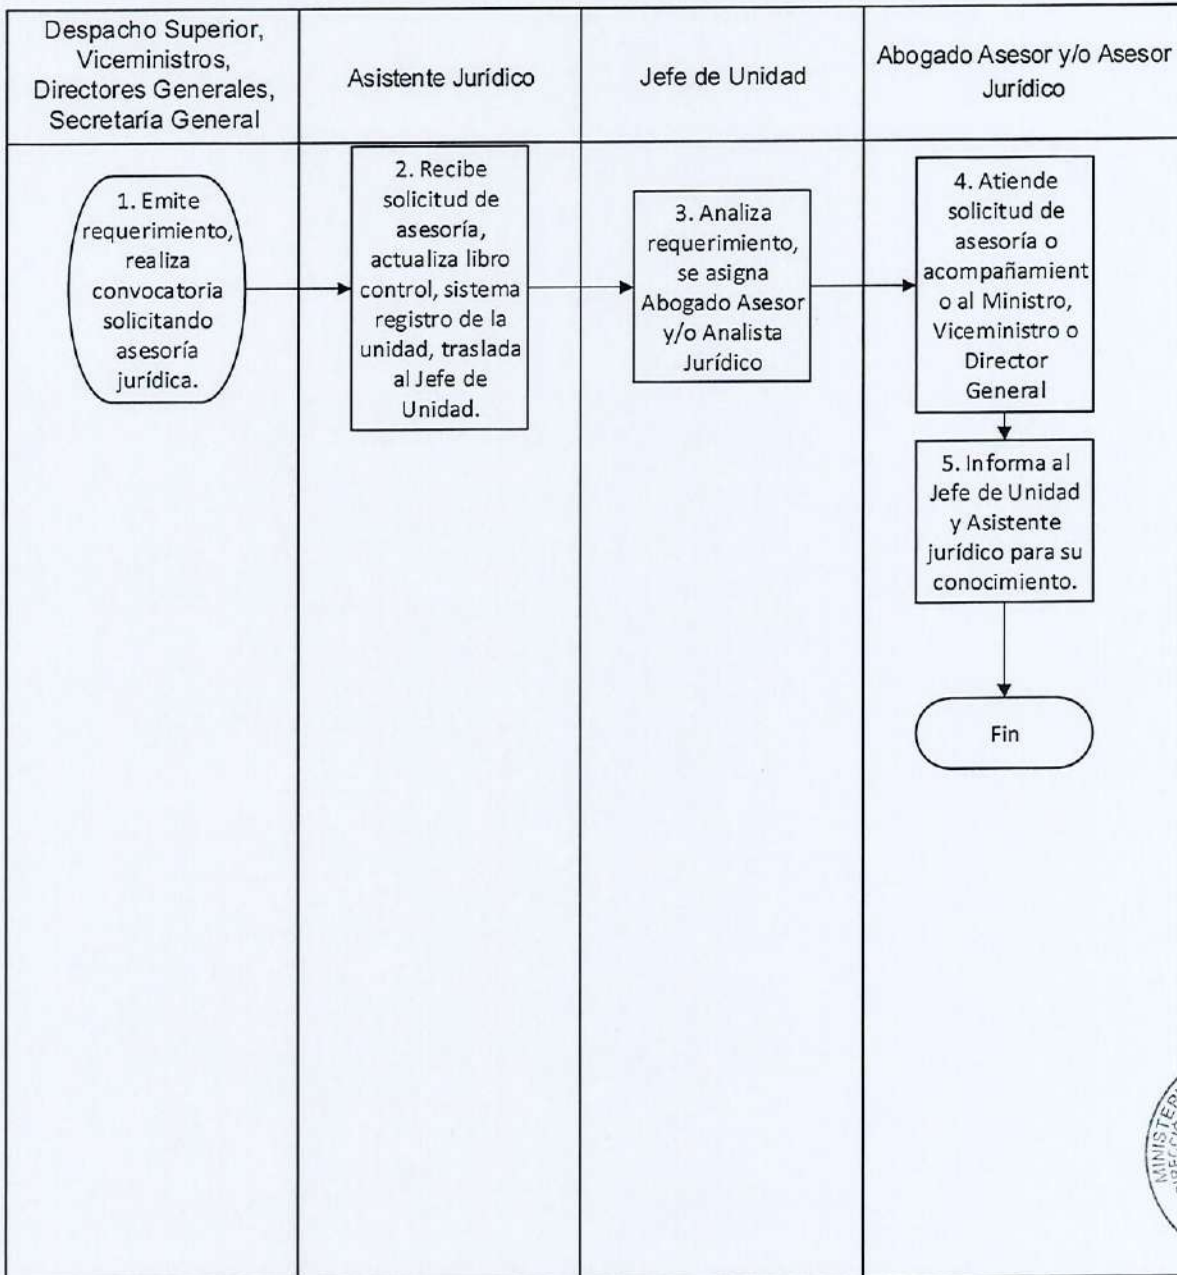 Despacho Superior,
Viceministros,
Directores Generales,
Secretaría General
Asistente Jurídico
Jefe de Unidad
Abogado Asesor y/o Asesor
Jurídico
1. Emite
requerimiento,
realiza
convocatoria
solicitando
asesoría
jurídica.
2. Recibe
solicitud de
asesoría,
actualiza libro
control, sistema
registro de la
unidad, traslada
al Jefe de
Unidad.
3. Analiza
requerimiento,
se asigna
Abogado Asesor
y/o Analista
Jurídico
4. Atiende
solicitud de
asesoría o
acompañamient
o al Ministro,
Viceministro o
Director
General
5. Informa al
Jefe de Unidad
y Asistente
jurídico para su
conocimiento.
Fin